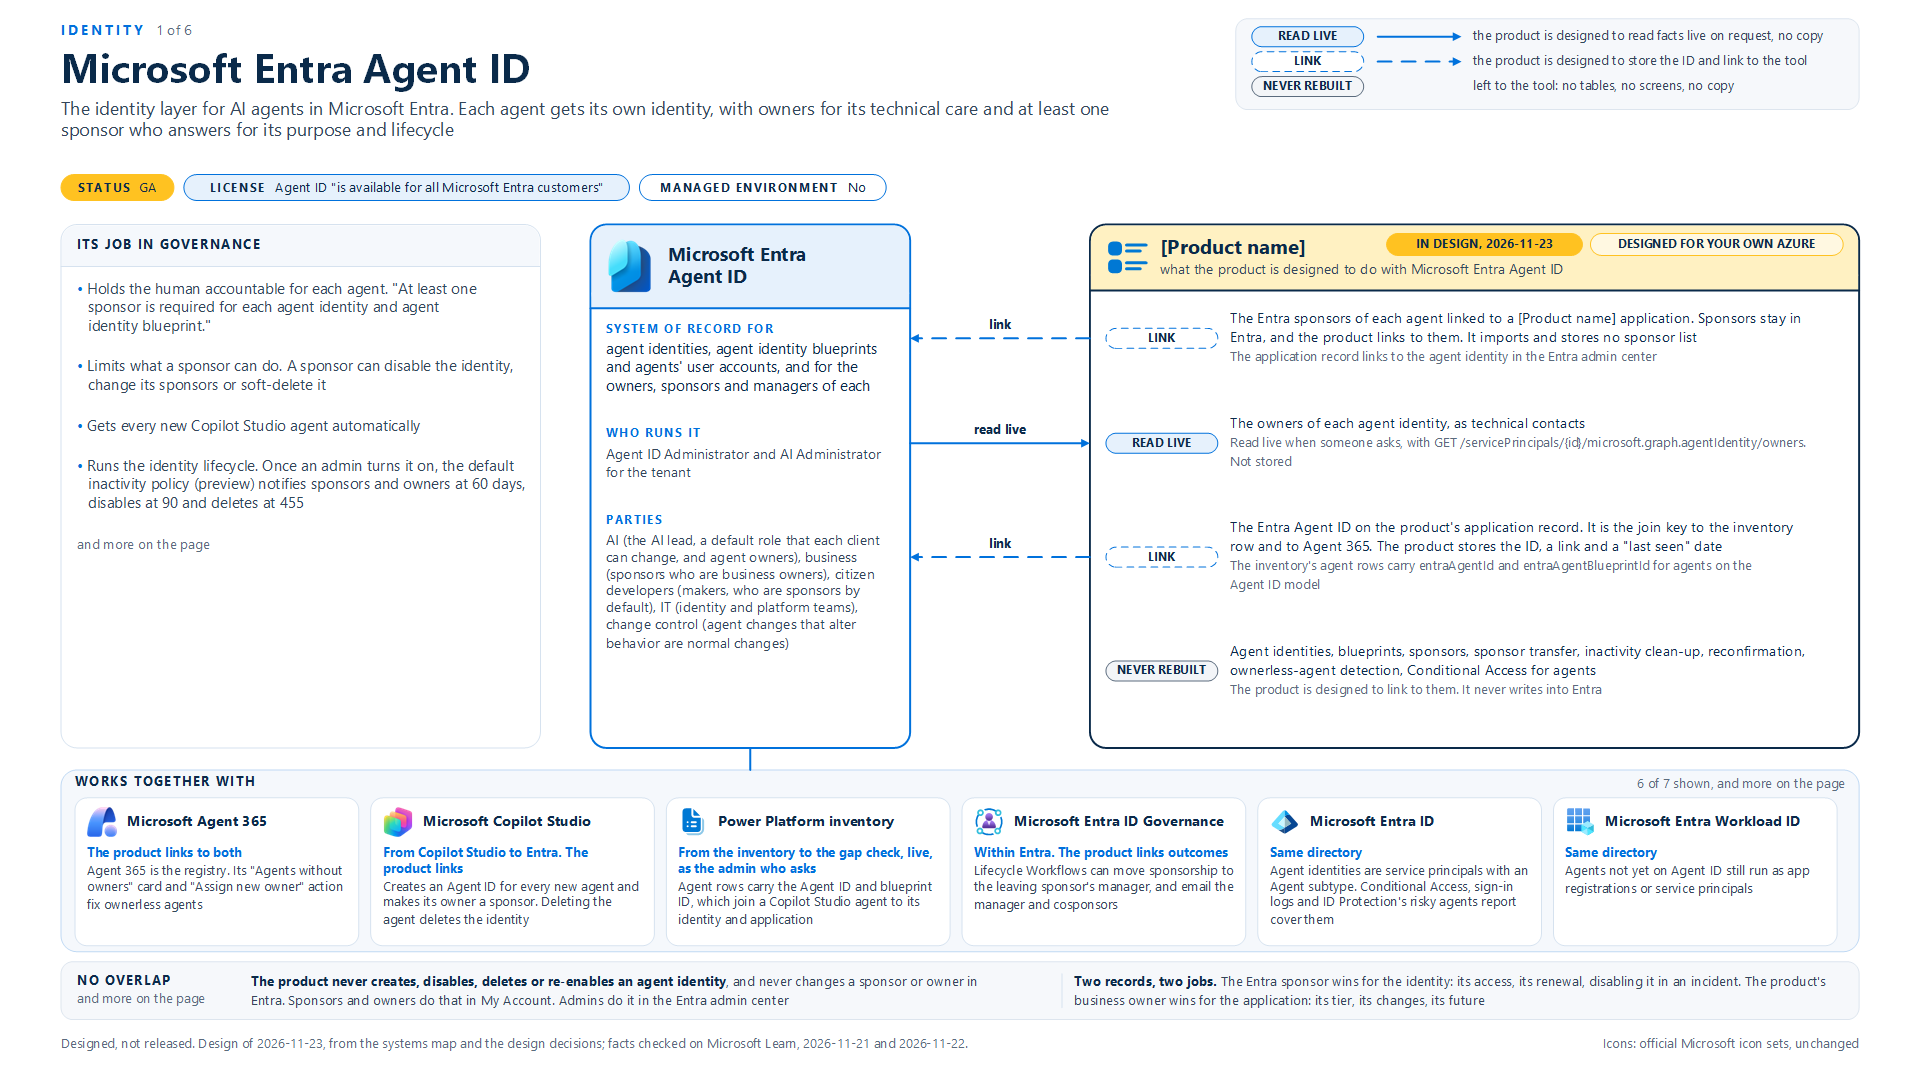 IDENTITY 1 of 6
Microsoft Entra Agent ID
The identity layer for AI agents in Microsoft Entra. Each agent gets its own identity, with owners for its technical care and at least one
sponsor who answers for its purpose and lifecycle
READ LIVE the product is designed to read facts live on request, no copy
LINK the product is designed to store the ID and link to the tool
NEVER REBUILT left to the tool: no tables, no screens, no copy
STATUS GA
LICENSE Agent ID "is available for all Microsoft Entra customers"
MANAGED ENVIRONMENT No
ITS JOB IN GOVERNANCE
• Holds the human accountable for each agent. "At least one
sponsor is required for each agent identity and agent
identity blueprint."
• Limits what a sponsor can do. A sponsor can disable the identity,
change its sponsors or soft-delete it
• Gets every new Copilot Studio agent automatically
• Runs the identity lifecycle. Once an admin turns it on, the default
inactivity policy (preview) notifies sponsors and owners at 60 days,
disables at 90 and deletes at 455
and more on the page
Microsoft Entra
Agent ID
SYSTEM OF RECORD FOR
agent identities, agent identity blueprints
and agents' user accounts, and for the
owners, sponsors and managers of each
WHO RUNS IT
Agent ID Administrator and AI Administrator
for the tenant
PARTIES
AI (the AI lead, a default role that each client
can change, and agent owners), business
(sponsors who are business owners), citizen
developers (makers, who are sponsors by
default), IT (identity and platform teams),
change control (agent changes that alter
behavior are normal changes)
link
read live
link
[Product name]
IN DESIGN, 2026-11-23
DESIGNED FOR YOUR OWN AZURE
what the product is designed to do with Microsoft Entra Agent ID
LINK
The Entra sponsors of each agent linked to a [Product name] application. Sponsors stay in
Entra, and the product links to them. It imports and stores no sponsor list
The application record links to the agent identity in the Entra admin center
READ LIVE
The owners of each agent identity, as technical contacts
Read live when someone asks, with GET /servicePrincipals/{id}/microsoft.graph.agentIdentity/owners.
Not stored
LINK
The Entra Agent ID on the product's application record. It is the join key to the inventory
row and to Agent 365. The product stores the ID, a link and a "last seen" date
The inventory's agent rows carry entraAgentId and entraAgentBlueprintId for agents on the
Agent ID model
NEVER REBUILT
Agent identities, blueprints, sponsors, sponsor transfer, inactivity clean-up, reconfirmation,
ownerless-agent detection, Conditional Access for agents
The product is designed to link to them. It never writes into Entra
WORKS TOGETHER WITH
6 of 7 shown, and more on the page
Microsoft Agent 365
The product links to both
Agent 365 is the registry. Its "Agents without
owners" card and "Assign new owner" action
fix ownerless agents
Microsoft Copilot Studio
From Copilot Studio to Entra. The
product links
Creates an Agent ID for every new agent and
makes its owner a sponsor. Deleting the
agent deletes the identity
Power Platform inventory
From the inventory to the gap check, live,
as the admin who asks
Agent rows carry the Agent ID and blueprint
ID, which join a Copilot Studio agent to its
identity and application
Microsoft Entra ID Governance
Within Entra. The product links outcomes
Lifecycle Workflows can move sponsorship to
the leaving sponsor's manager, and email the
manager and cosponsors
Microsoft Entra ID
Same directory
Agent identities are service principals with an
Agent subtype. Conditional Access, sign-in
logs and ID Protection's risky agents report
cover them
Microsoft Entra Workload ID
Same directory
Agents not yet on Agent ID still run as app
registrations or service principals
NO OVERLAP
and more on the page
The product never creates, disables, deletes or re-enables an agent identity, and never changes a sponsor or owner in
Entra. Sponsors and owners do that in My Account. Admins do it in the Entra admin center
Two records, two jobs. The Entra sponsor wins for the identity: its access, its renewal, disabling it in an incident. The product's
business owner wins for the application: its tier, its changes, its future
Designed, not released. Design of 2026-11-23, from the systems map and the design decisions; facts checked on Microsoft Learn, 2026-11-21 and 2026-11-22.
Icons: official Microsoft icon sets, unchanged